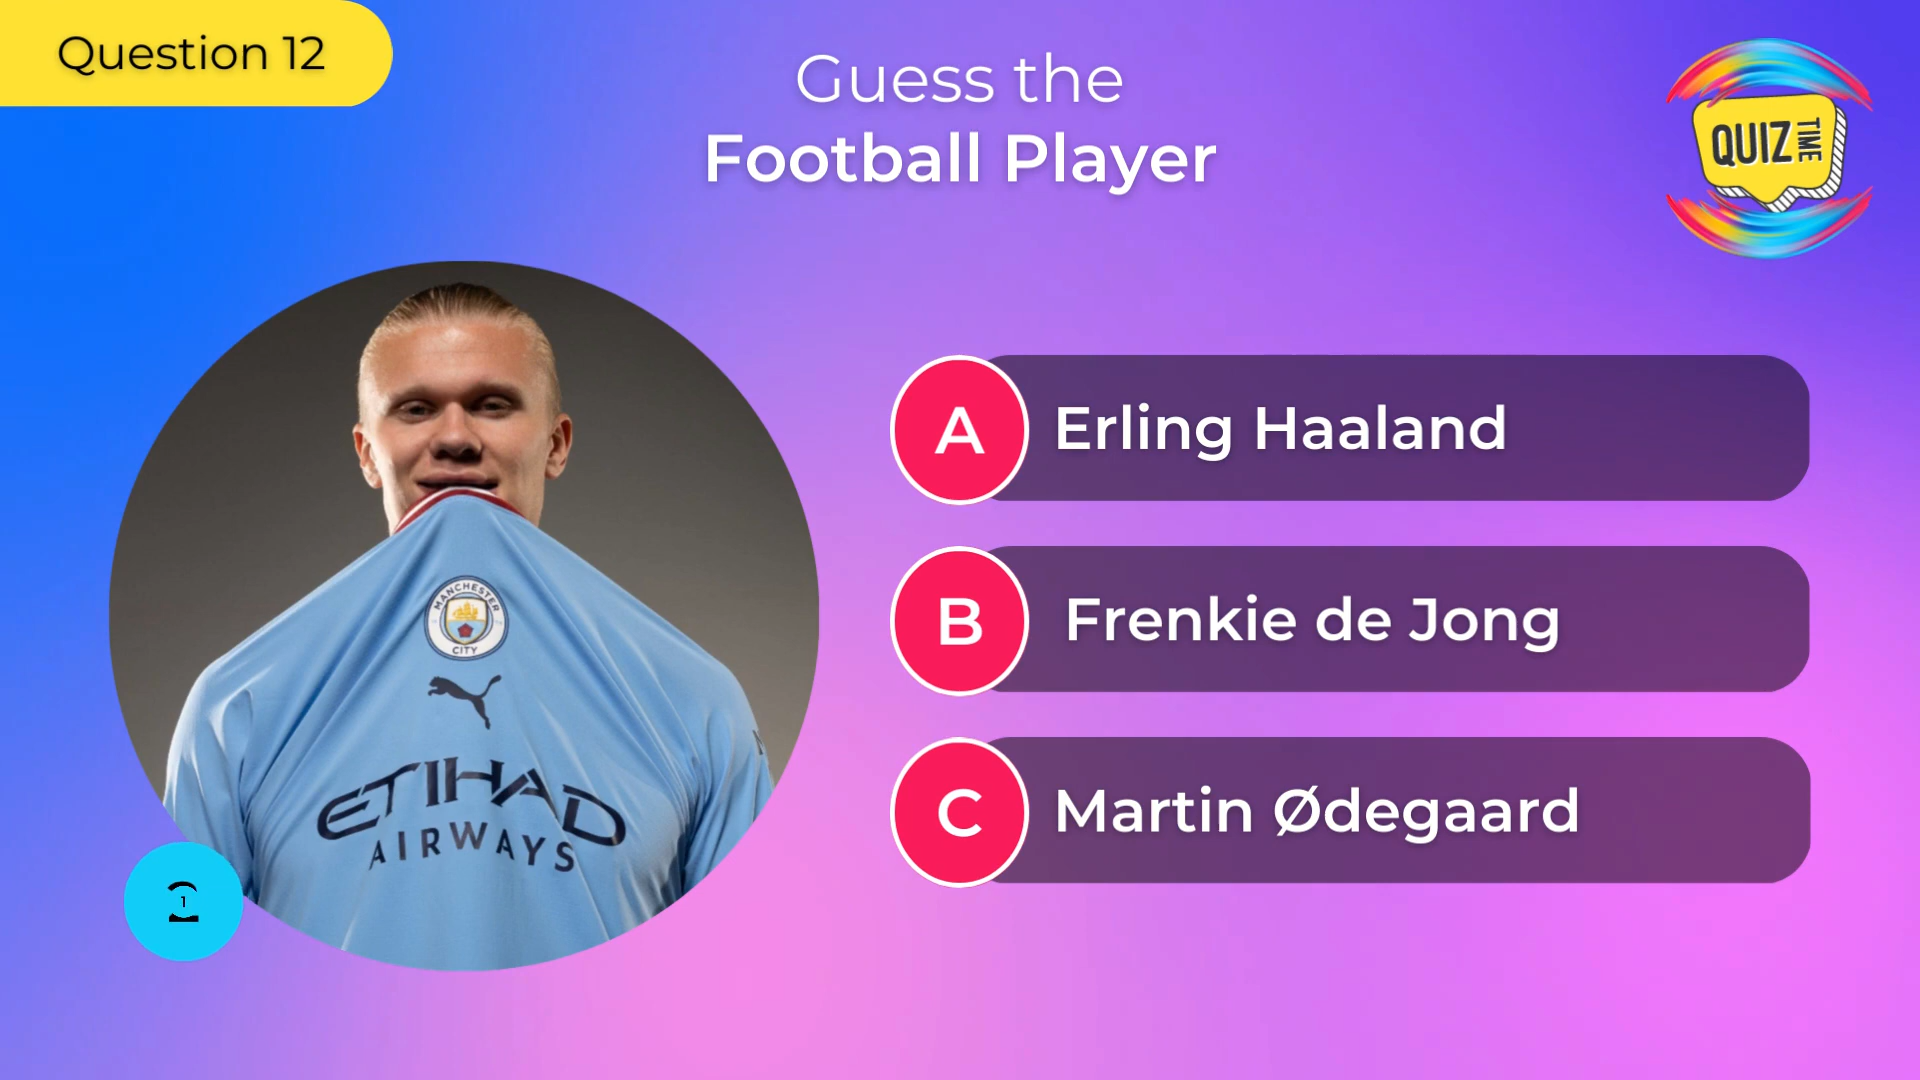 Question 12
Guess the
Football Player
QUIZ
TIME
A
Erling Haaland
B
Frenkie de Jong
C
Martin Ødegaard
MANCHESTER
CITY
ETIHAD
AIRWAYS
1